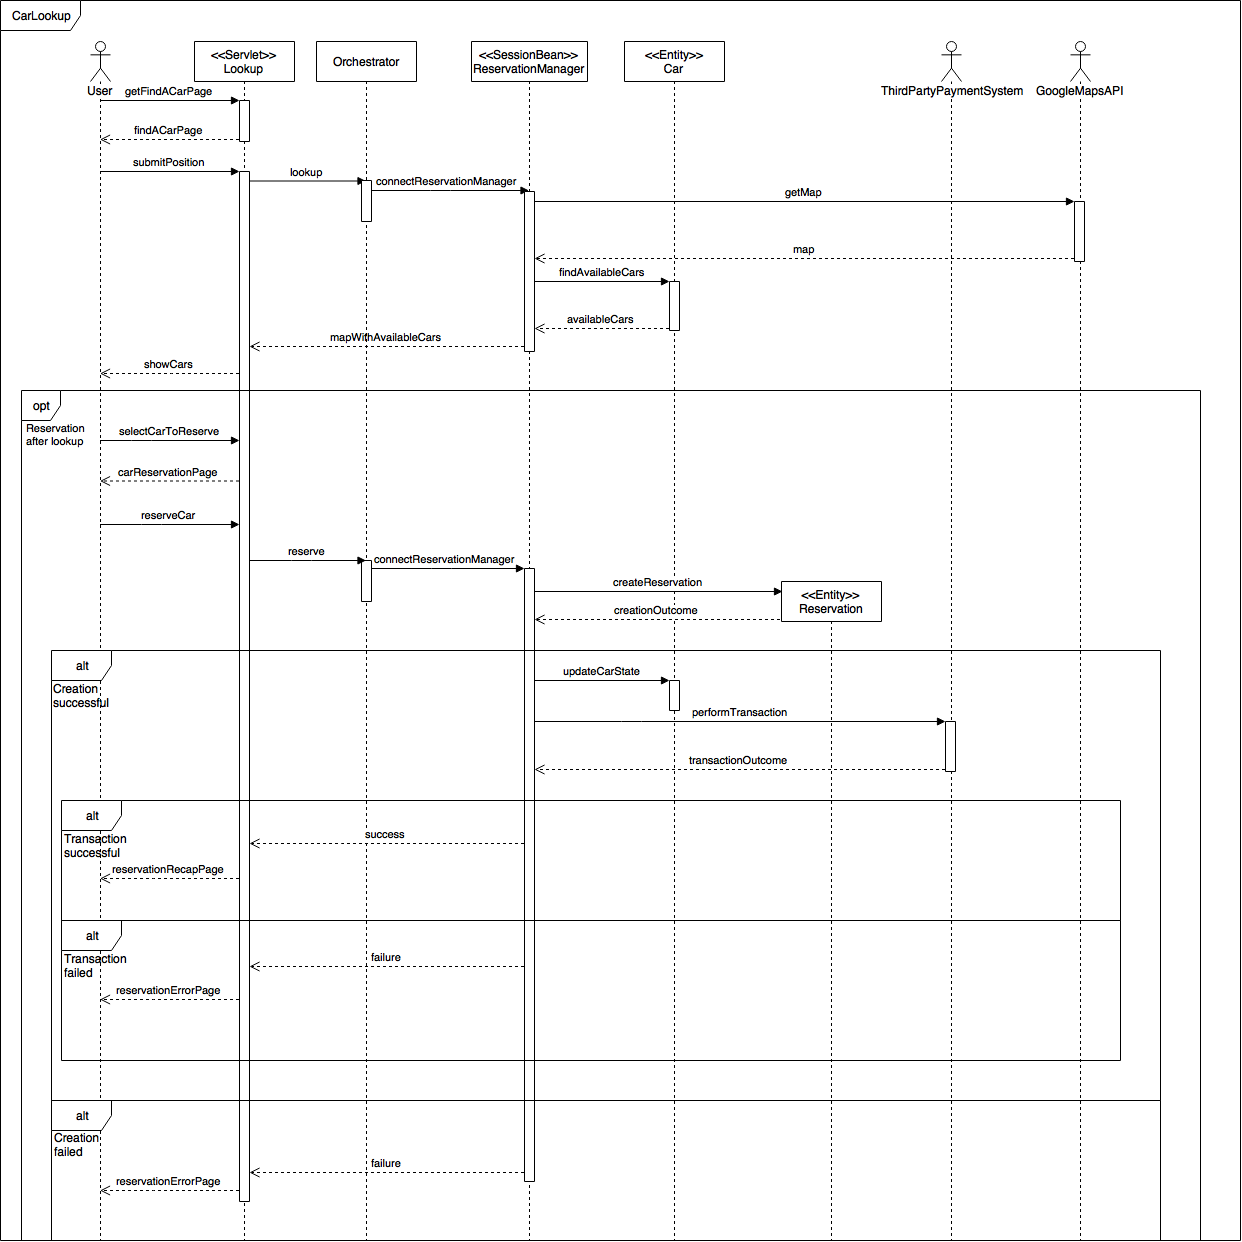 CarLookup
<<Servlet>>
Lookup
Orchestrator
<<SessionBean>>
ReservationManager
<<Entity>>
Car
User
ThirdPartyPaymentSystem
GoogleMapsAPI
getFindACarPage
findACarPage
submitPosition
lookup
connectReservationManager
getMap
map
findAvailableCars
availableCars
mapWithAvailableCars
showCars
opt
Reservation
after lookup
selectCarToReserve
carReservationPage
reserveCar
reserve
connectReservationManager
createReservation
<<Entity>>
Reservation
creationOutcome
alt
Creation
successful
updateCarState
performTransaction
transactionOutcome
alt
Transaction
successful
success
reservationRecapPage
alt
Transaction
failed
failure
reservationErrorPage
alt
Creation
failed
failure
reservationErrorPage